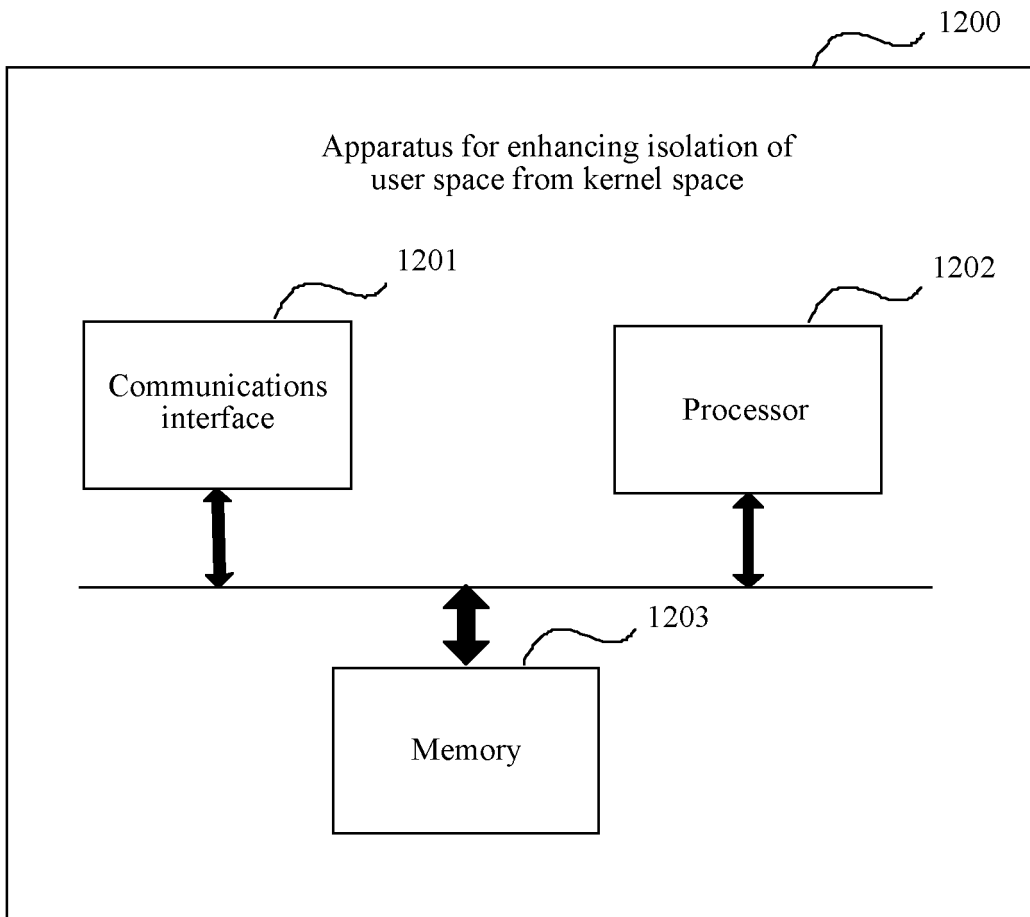 1200
Apparatus for enhancing isolation of
user space from kernel space
1201
1202
Communications
interface
Processor
1203
Memory